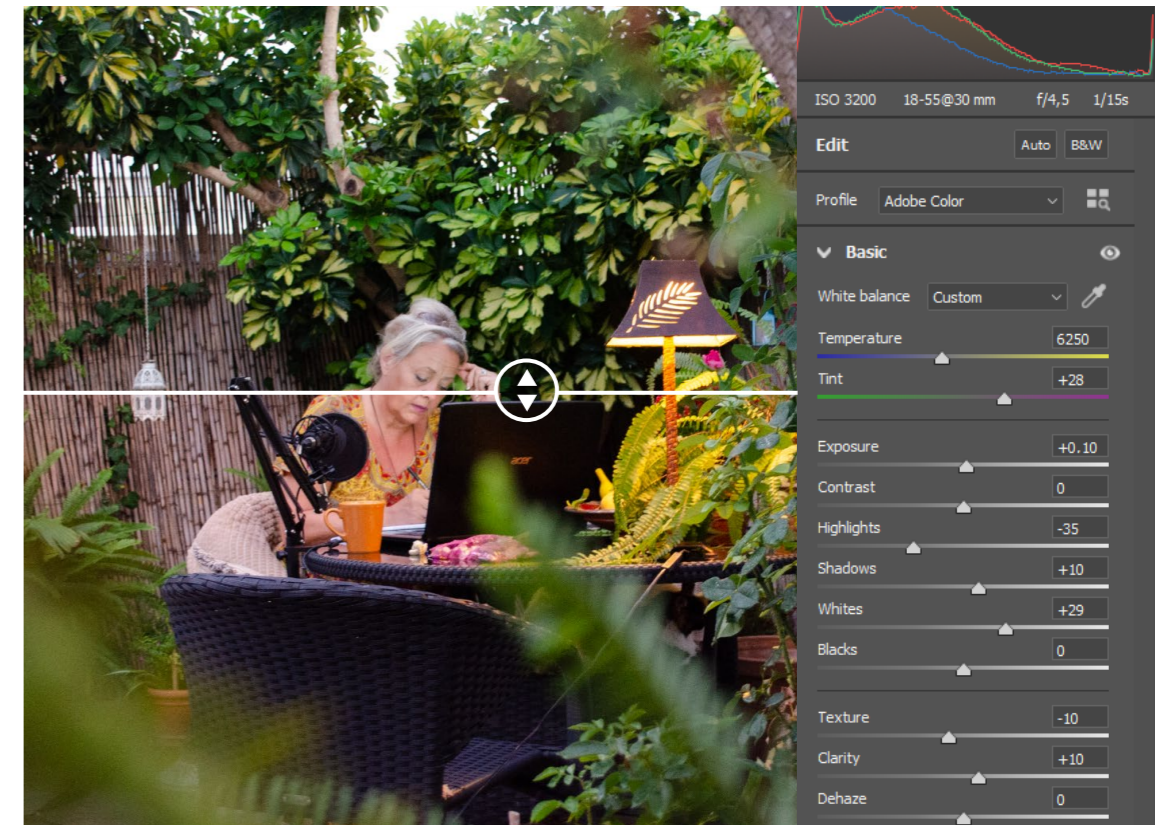 ISO 3200 18-55@30 mm f/4,5 1/15s
Edit Auto B&W
Profile Adobe Color
Basic
White balance Custom
Temperature 6250
Tint +28
Exposure +0,10
Contrast 0
Highlights -35
Shadows +10
Whites +29
Blacks 0
Texture -10
Clarity +10
Dehaze 0
acer